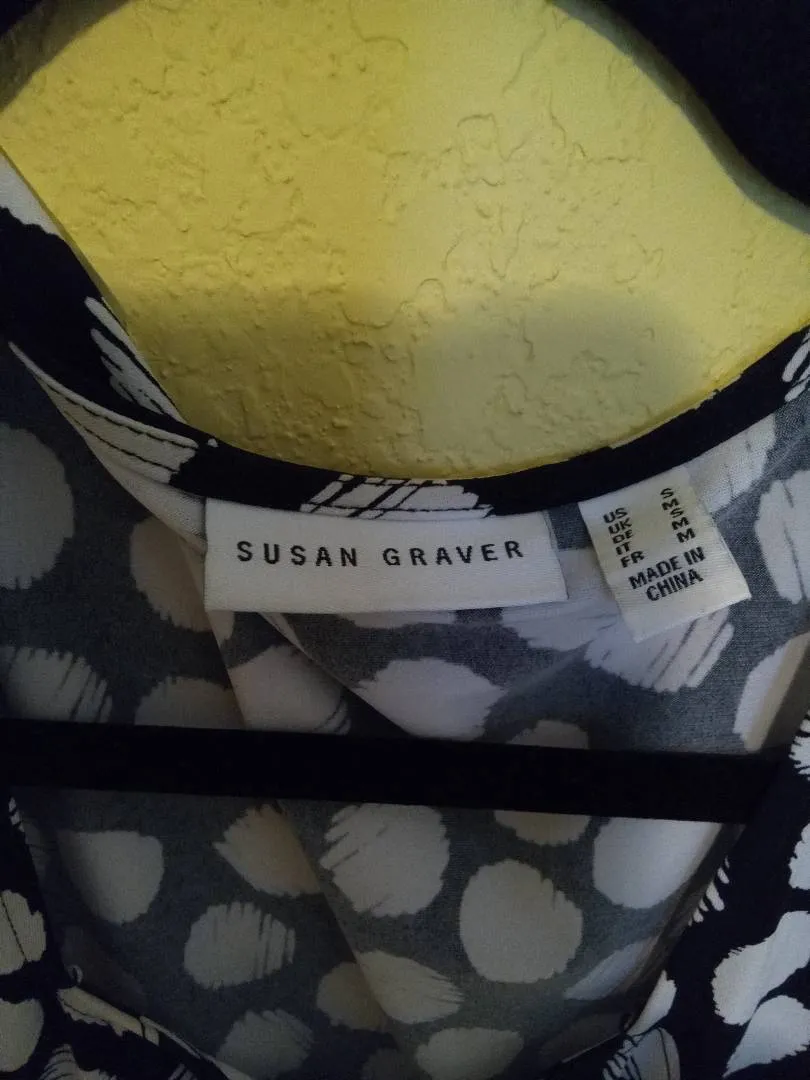 SUSAN GRAVER
US S
UK M
DE S
IT M
FR M
MADE IN
CHINA